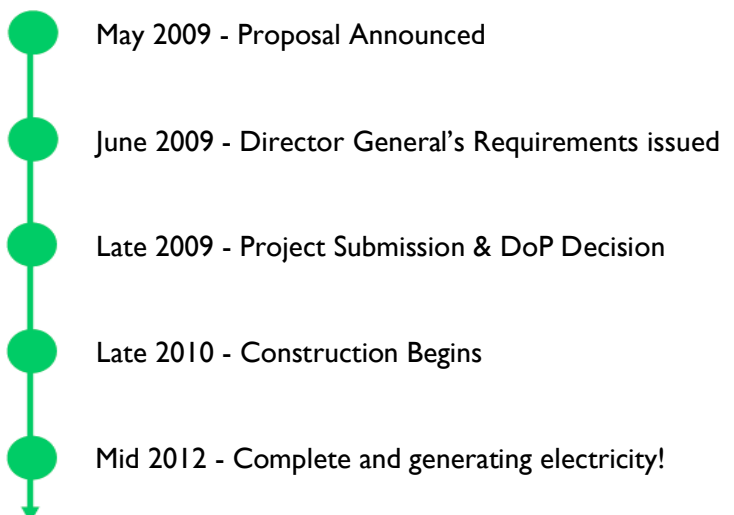 May 2009 - Proposal Announced
June 2009 - Director General’s Requirements issued
Late 2009 - Project Submission & DoP Decision
Late 2010 - Construction Begins
Mid 2012 - Complete and generating electricity!